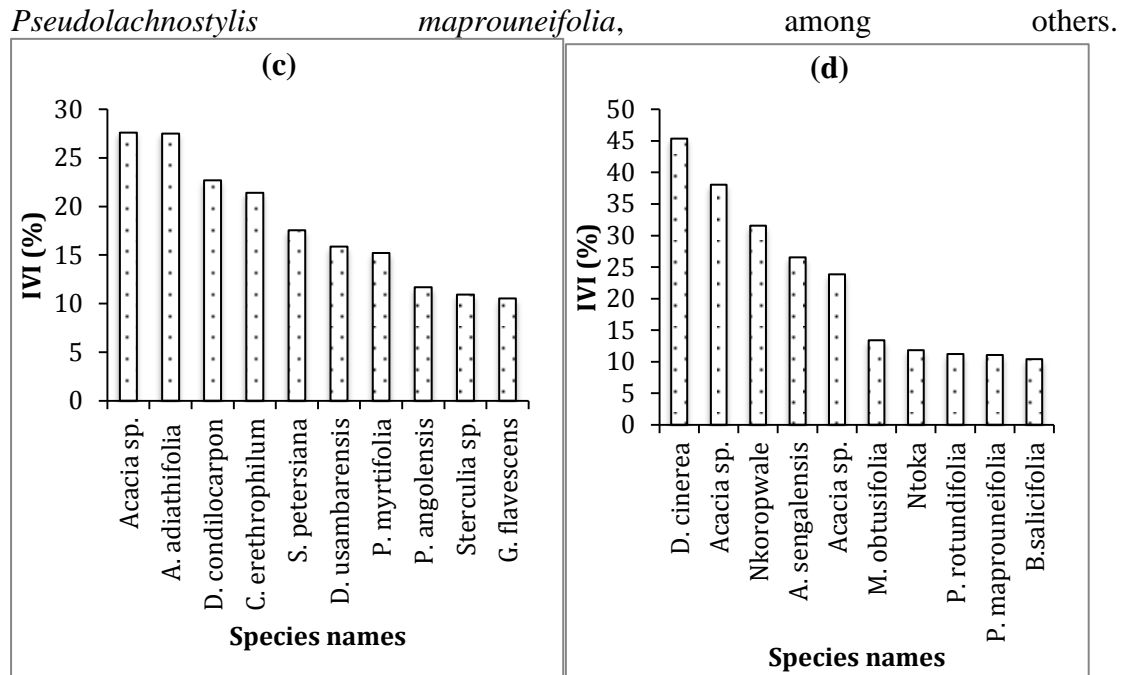 Pseudolachnostylis maprouneifolia, among others.
(c)
IVI (%)
30
25
20
15
10
5
0
Acacia sp.
A. adiathifolia
D. condilocarpon
C. erethrophilum
S. petersiana
D. usambarensis
P. myrtifolia
P. angolensis
Sterculia sp.
G. flavescens
Species names
(d)
IVI (%)
50
45
40
35
30
25
20
15
10
5
0
D. cinerea
Acacia sp.
Nkoropwale
A. sengalensis
Acacia sp.
M. obtusifolia
Ntoka
P. rotundifolia
P. maprouneifolia
B.salicifolia
Species names